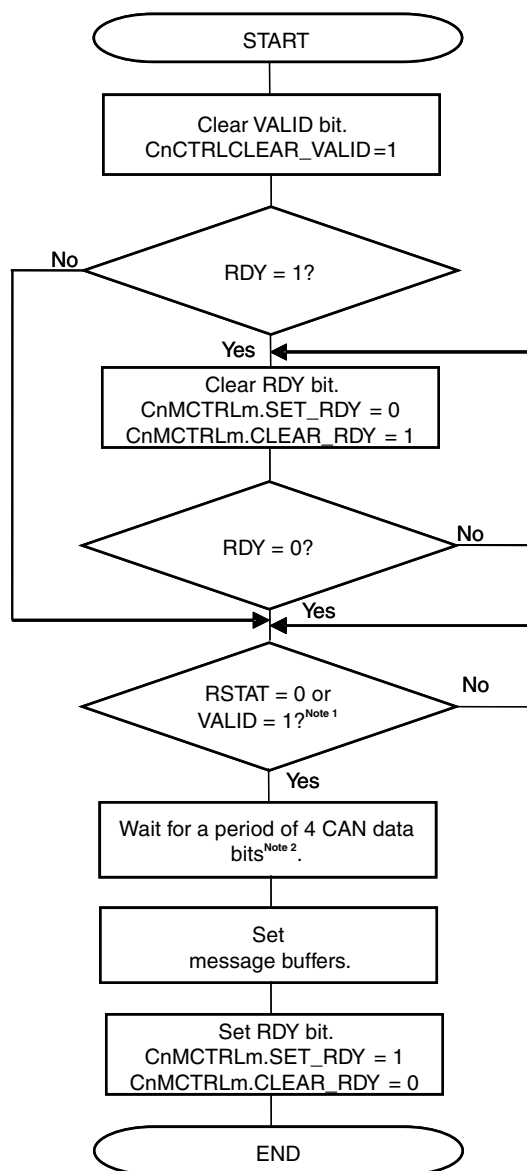 START
Clear VALID bit.
CnCTRLCLEAR_VALID=1
No
RDY = 1?
Yes
Clear RDY bit.
CnMCTRLm.SET_RDY = 0
CnMCTRLm.CLEAR_RDY = 1
No
RDY = 0?
Yes
RSTAT = 0 or
VALID = 1?Note 1
No
Yes
Wait for a period of 4 CAN data
bitsNote 2.
Set
message buffers.
Set RDY bit.
CnMCTRLm.SET_RDY = 1
CnMCTRLm.CLEAR_RDY = 0
END